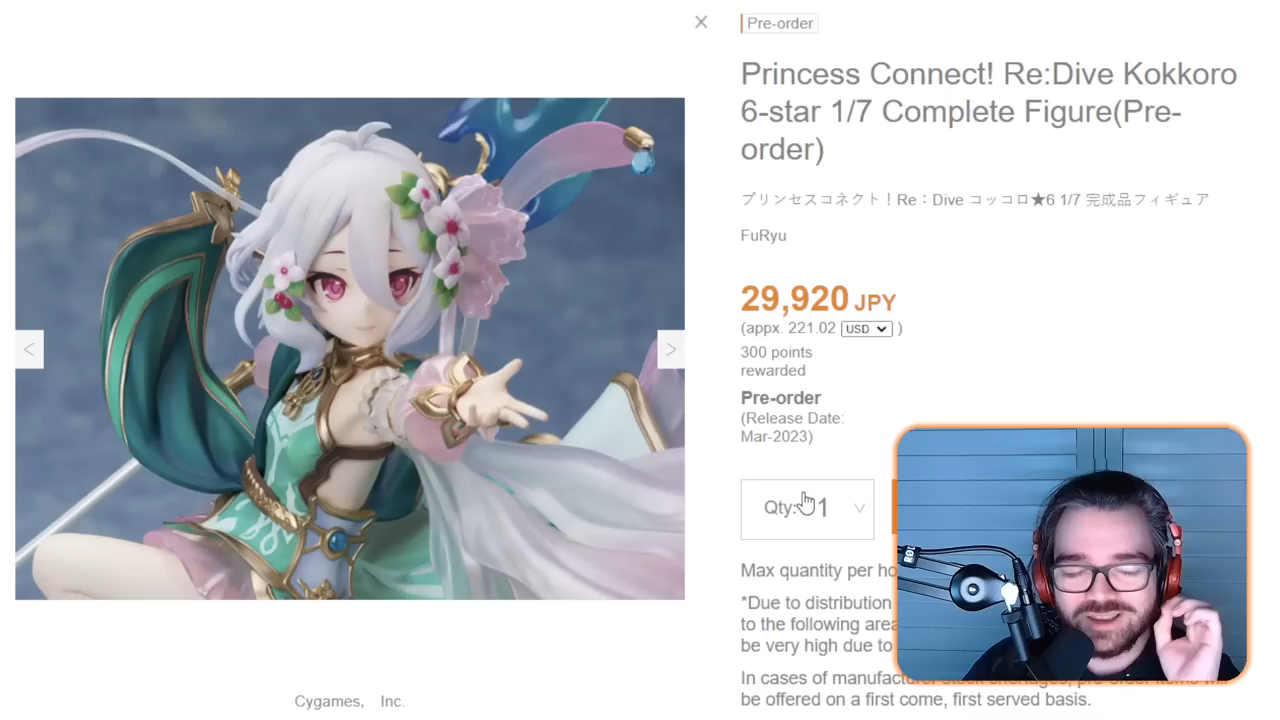 Pre-order
Princess Connect! Re:Dive Kokkoro
6-star 1/7 Complete Figure(Pre-
order)
プリンセスコネクト！Re：Dive コッコロ★6 1/7 完成品フィギュア
FuRyu
29,920 JPY
(appx. 221.02 USD )
300 points
rewarded
Pre-order
(Release Date:
Mar-2023)
Qty: 1
Max quantity per
*Due to distribution
to the following
be very high due to
In cases of
be offered on a first come, first served basis.
Cygames, Inc.